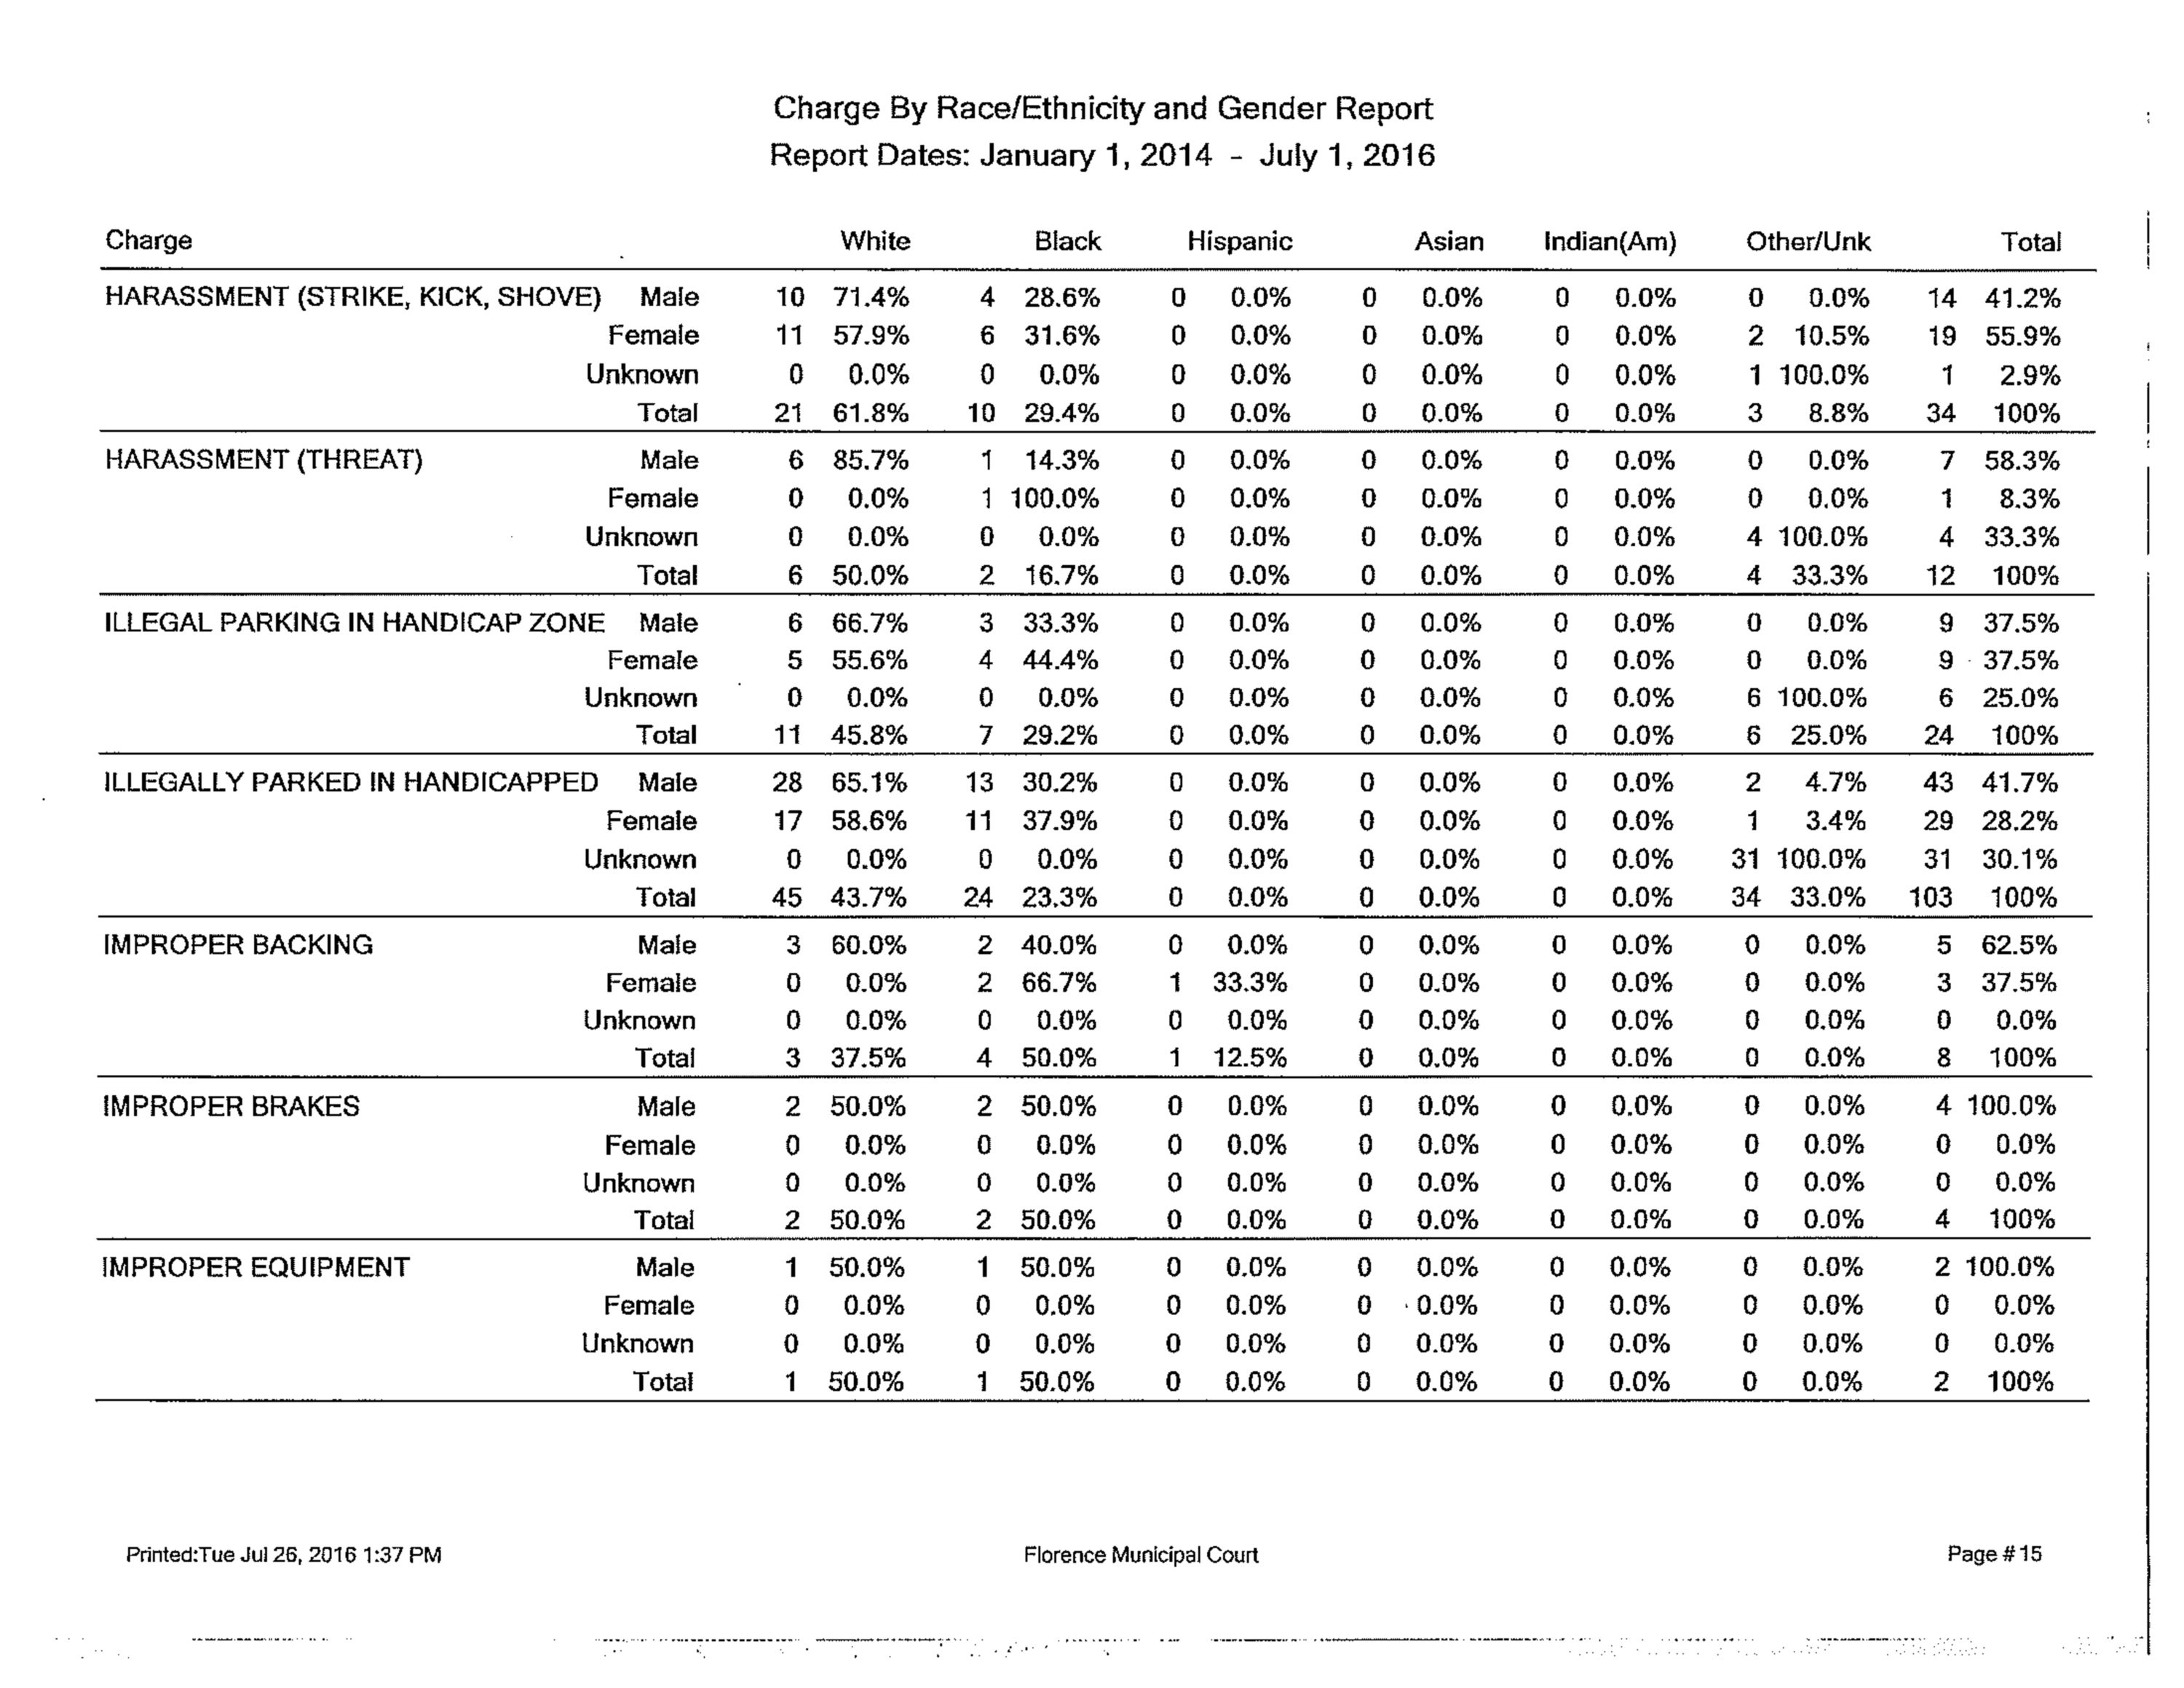 Charge By Race/Ethnicity and Gender Report
Report Dates: January 1, 2014 - July 1, 2016
Charge White Black Hispanic Asian Indian(Am) Other/Unk Total
HARASSMENT (STRIKE, KICK, SHOVE) Male 10 71.4% 4 28.6% 0 0.0% 0 0.0% 0 0.0% 0 0.0% 14 41.2%
Female 11 57.9% 6 31.6% 0 0.0% 0 0.0% 0 0.0% 2 10.5% 19 55.9%
Unknown 0 0.0% 0 0.0% 0 0.0% 0 0.0% 0 0.0% 1 100.0% 1 2.9%
Total 21 61.8% 10 29.4% 0 0.0% 0 0.0% 0 0.0% 3 8.8% 34 100%
HARASSMENT (THREAT) Male 6 85.7% 1 14.3% 0 0.0% 0 0.0% 0 0.0% 0 0.0% 7 58.3%
Female 0 0.0% 1 100.0% 0 0.0% 0 0.0% 0 0.0% 0 0.0% 1 8.3%
Unknown 0 0.0% 0 0.0% 0 0.0% 0 0.0% 0 0.0% 4 100.0% 4 33.3%
Total 6 50.0% 2 16.7% 0 0.0% 0 0.0% 0 0.0% 4 33.3% 12 100%
ILLEGAL PARKING IN HANDICAP ZONE Male 6 66.7% 3 33.3% 0 0.0% 0 0.0% 0 0.0% 0 0.0% 9 37.5%
Female 5 55.6% 4 44.4% 0 0.0% 0 0.0% 0 0.0% 0 0.0% 9 37.5%
Unknown 0 0.0% 0 0.0% 0 0.0% 0 0.0% 0 0.0% 6 100.0% 6 25.0%
Total 11 45.8% 7 29.2% 0 0.0% 0 0.0% 0 0.0% 6 25.0% 24 100%
ILLEGALLY PARKED IN HANDICAPPED Male 28 65.1% 13 30.2% 0 0.0% 0 0.0% 0 0.0% 2 4.7% 43 41.7%
Female 17 58.6% 11 37.9% 0 0.0% 0 0.0% 0 0.0% 1 3.4% 29 28.2%
Unknown 0 0.0% 0 0.0% 0 0.0% 0 0.0% 0 0.0% 31 100.0% 31 30.1%
Total 45 43.7% 24 23.3% 0 0.0% 0 0.0% 0 0.0% 34 33.0% 103 100%
IMPROPER BACKING Male 3 60.0% 2 40.0% 0 0.0% 0 0.0% 0 0.0% 0 0.0% 5 62.5%
Female 0 0.0% 2 66.7% 1 33.3% 0 0.0% 0 0.0% 0 0.0% 3 37.5%
Unknown 0 0.0% 0 0.0% 0 0.0% 0 0.0% 0 0.0% 0 0.0% 0 0.0%
Total 3 37.5% 4 50.0% 1 12.5% 0 0.0% 0 0.0% 0 0.0% 8 100%
IMPROPER BRAKES Male 2 50.0% 2 50.0% 0 0.0% 0 0.0% 0 0.0% 0 0.0% 4 100.0%
Female 0 0.0% 0 0.0% 0 0.0% 0 0.0% 0 0.0% 0 0.0% 0 0.0%
Unknown 0 0.0% 0 0.0% 0 0.0% 0 0.0% 0 0.0% 0 0.0% 0 0.0%
Total 2 50.0% 2 50.0% 0 0.0% 0 0.0% 0 0.0% 0 0.0% 4 100%
IMPROPER EQUIPMENT Male 1 50.0% 1 50.0% 0 0.0% 0 0.0% 0 0.0% 0 0.0% 2 100.0%
Female 0 0.0% 0 0.0% 0 0.0% 0 0.0% 0 0.0% 0 0.0% 0 0.0%
Unknown 0 0.0% 0 0.0% 0 0.0% 0 0.0% 0 0.0% 0 0.0% 0 0.0%
Total 1 50.0% 1 50.0% 0 0.0% 0 0.0% 0 0.0% 0 0.0% 2 100%
Printed:Tue Jul 26, 2016 1:37 PM Florence Municipal Court Page # 15